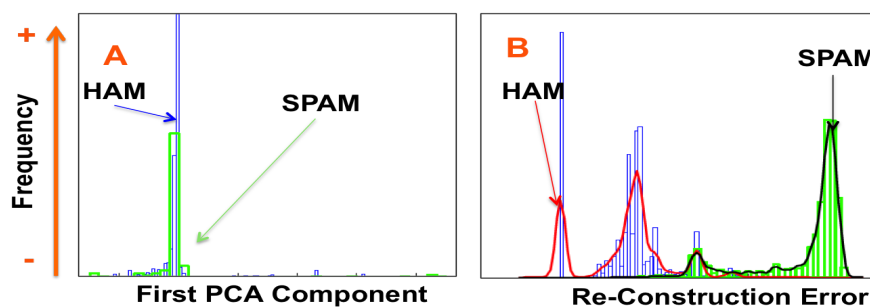 +
Frequency
-
A
HAM
SPAM
First PCA Component
B
HAM
SPAM
Re-Construction Error